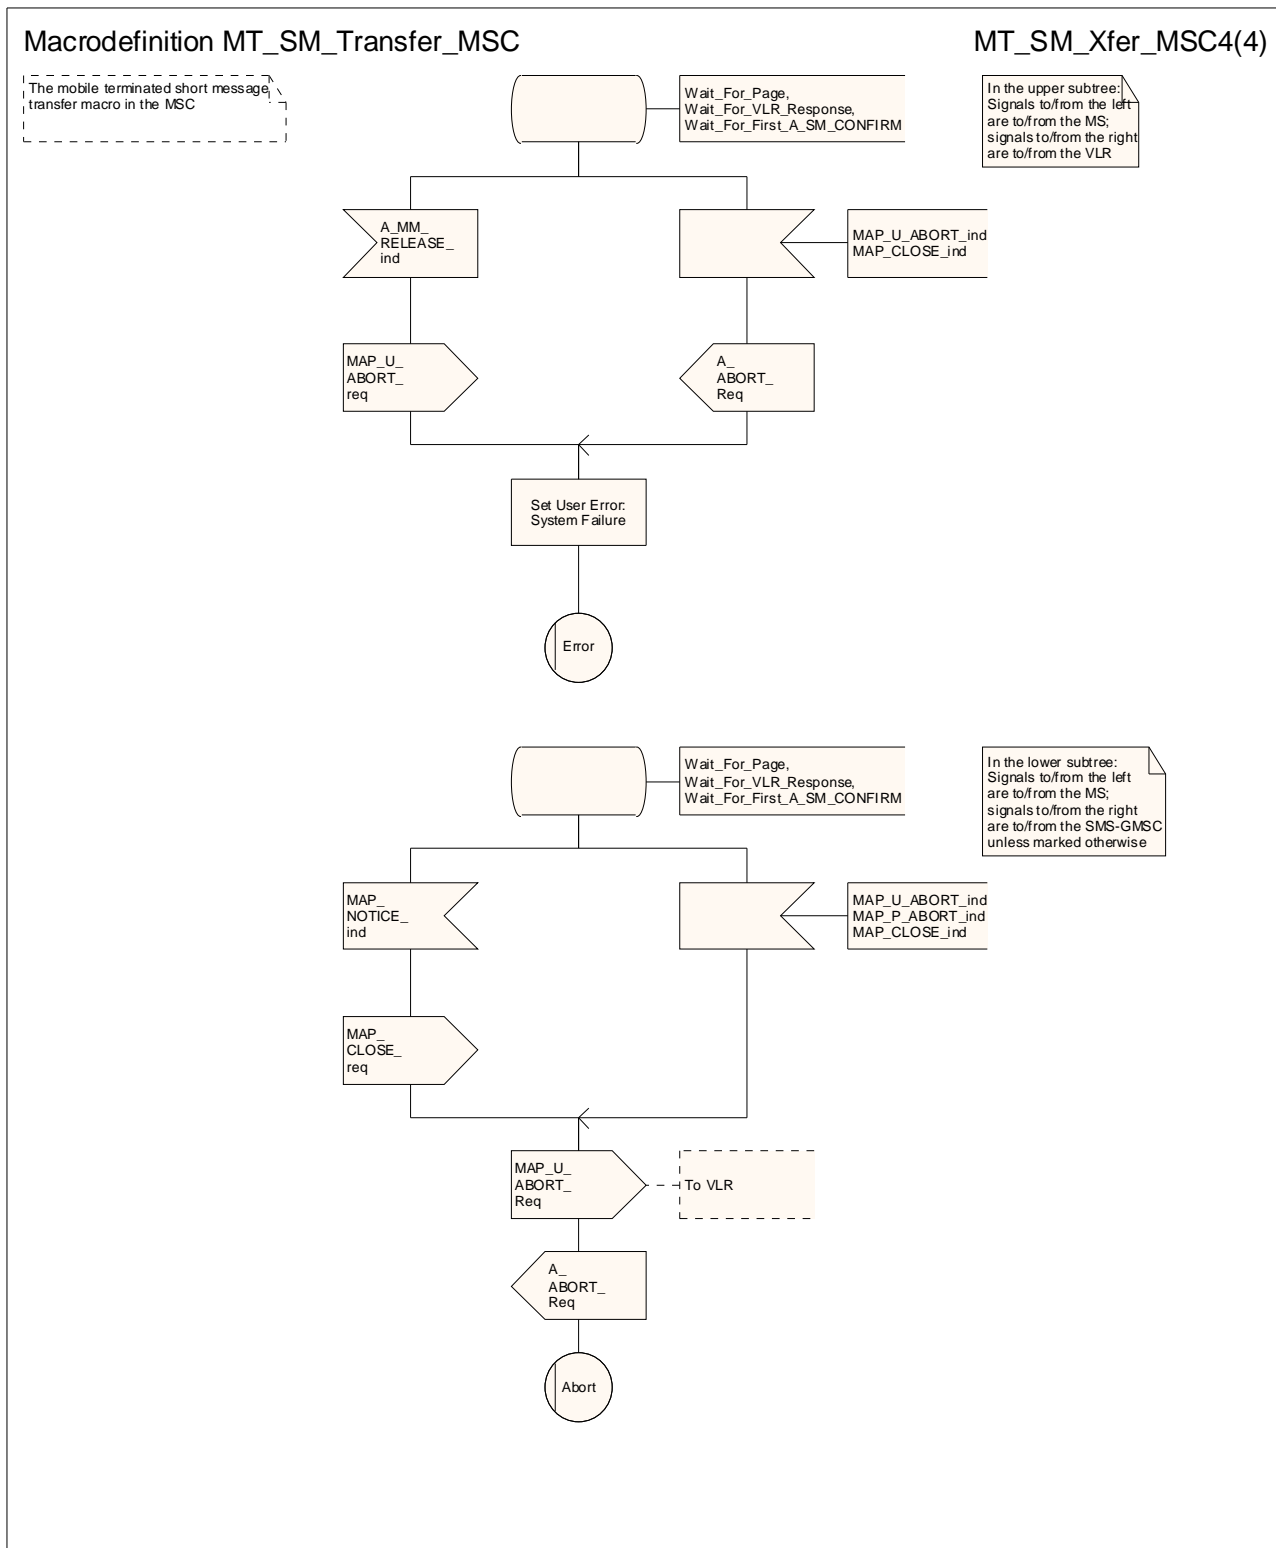 Macrodefinition MT_SM_Transfer_MSC
MT_SM_Xfer_MSC4(4)
The mobile terminated short message
transfer macro in the MSC
Wait_For_Page,
Wait_For_VLR_Response,
Wait_For_First_A_SM_CONFIRM
In the upper subtree:
Signals to/from the left
are to/from the MS;
signals to/from the right
are to/from the VLR
A_MM_
RELEASE_
ind
MAP_U_ABORT_ind
MAP_CLOSE_ind
MAP_U_
ABORT_
req
A_
ABORT_
Req
Set User Error:
System Failure
Error
Wait_For_Page,
Wait_For_VLR_Response,
Wait_For_First_A_SM_CONFIRM
In the lower subtree:
Signals to/from the left
are to/from the MS;
signals to/from the right
are to/from the SMS-GMSC
unless marked otherwise
MAP_
NOTICE_
ind
MAP_U_ABORT_ind
MAP_P_ABORT_ind
MAP_CLOSE_ind
MAP_
CLOSE_
req
MAP_U_
ABORT_
Req
To VLR
A_
ABORT_
Req
Abort